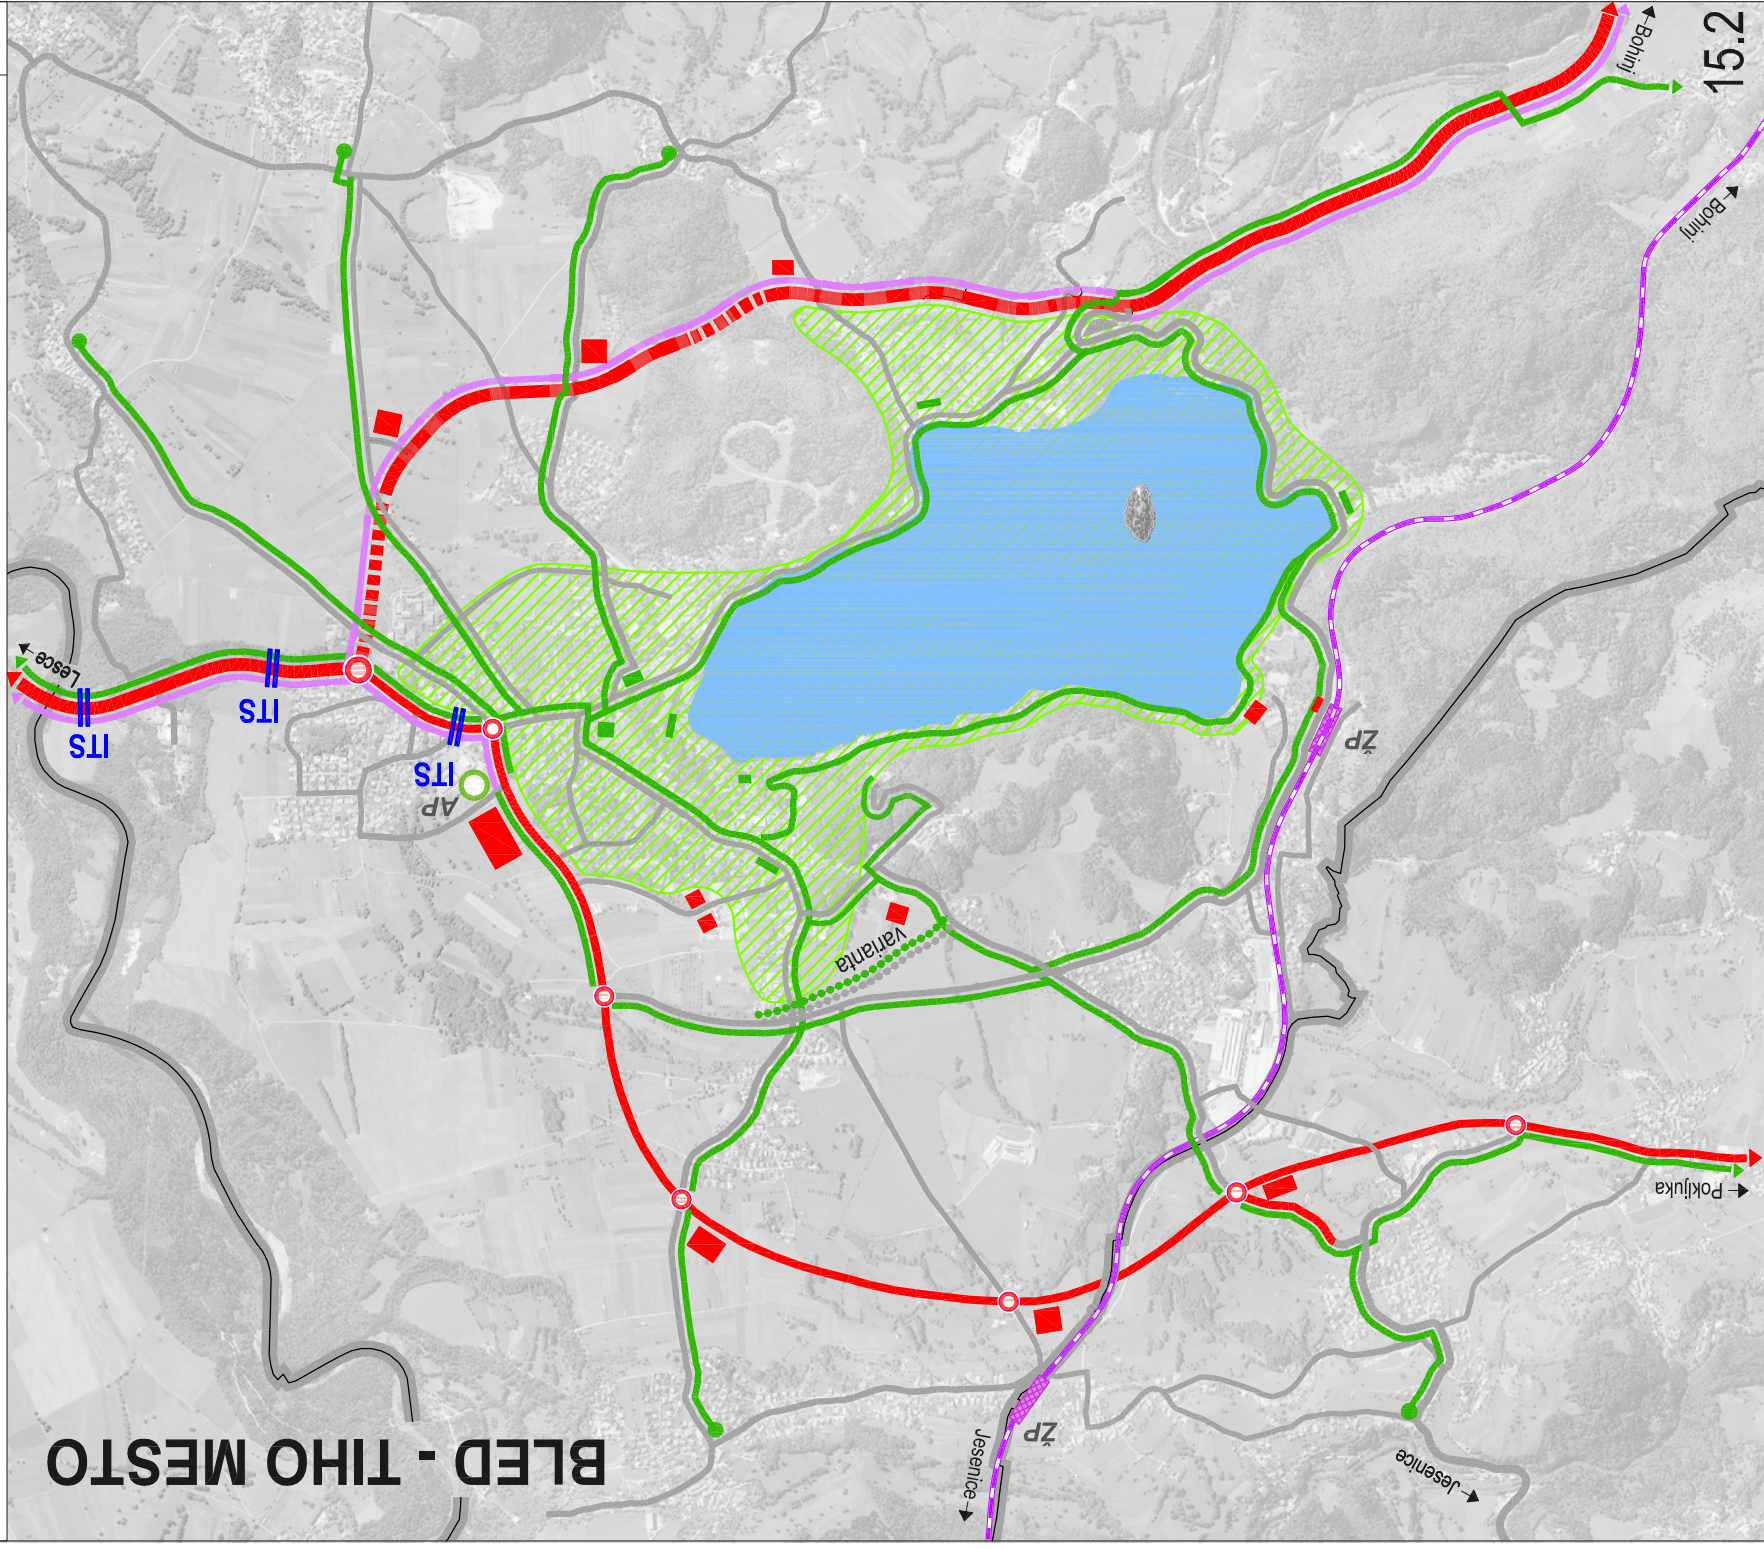 BLED - TIHO MESTO
Jesenice
Jesenice
ŽP
Pokljuka
varianta
AP
ITS
ŽP
ITS
ITS
Lesce
Bohinj
Bohinj
15.2